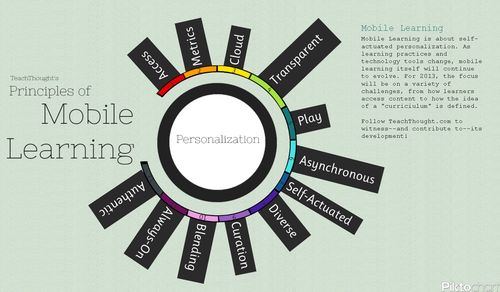 TeachThought's
Principles of
Mobile
Learning
Access
Metrics
Cloud
Transparent
Play
Asynchronous
Self-Actuated
Diverse
Curation
Blending
Always-On
Authentic
Personalization
Mobile Learning
Mobile Learning is about self-
actuated personalization. As
learning practices and
technology tools change, mobile
learning itself will continue
to evolve. For 2013, the focus
will be on a variety of
challenges, from how learners
access content to how the idea
of a "curriculum" is defined.
Follow TeachThought.com to
witness--and contribute to--its
development!
Piktochart